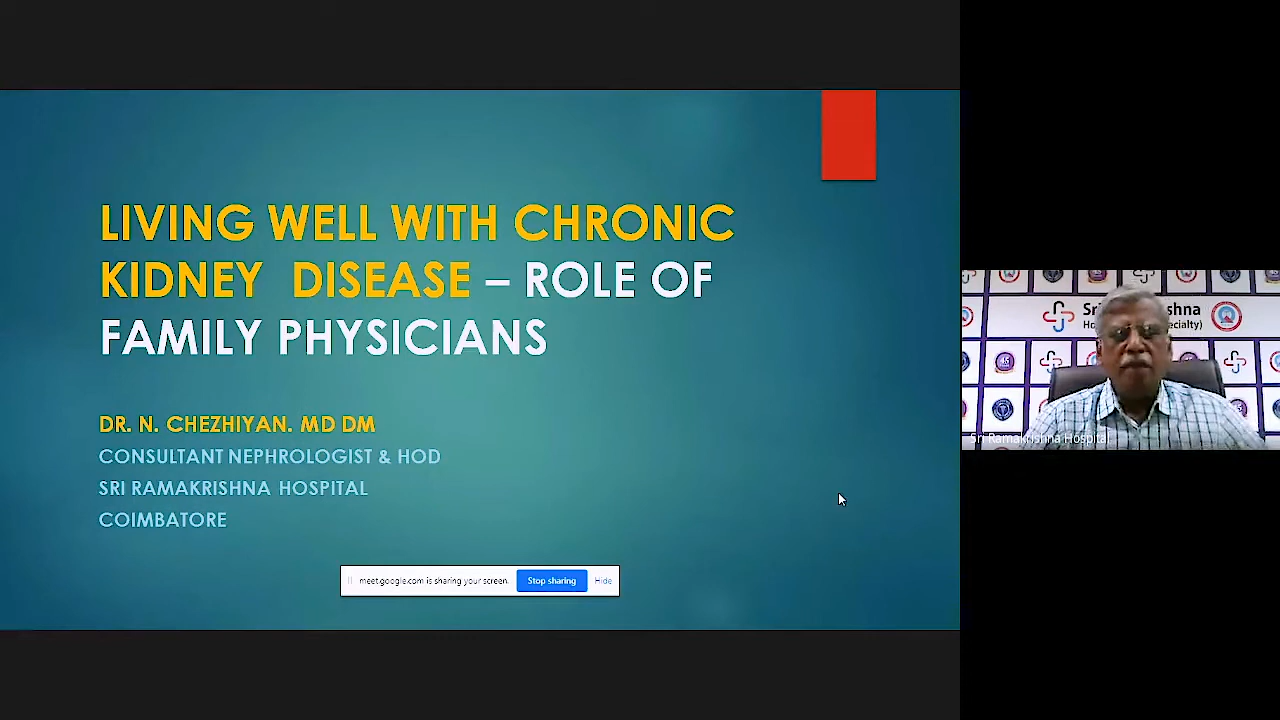 LIVING WELL WITH CHRONIC
KIDNEY DISEASE – ROLE OF
FAMILY PHYSICIANS
DR. N. CHEZHIYAN. MD DM
CONSULTANT NEPHROLOGIST & HOD
SRI RAMAKRISHNA HOSPITAL
COIMBATORE
meet.google.com is sharing your screen.
Stop sharing
Hide
Sri Ramakrishna Hospital